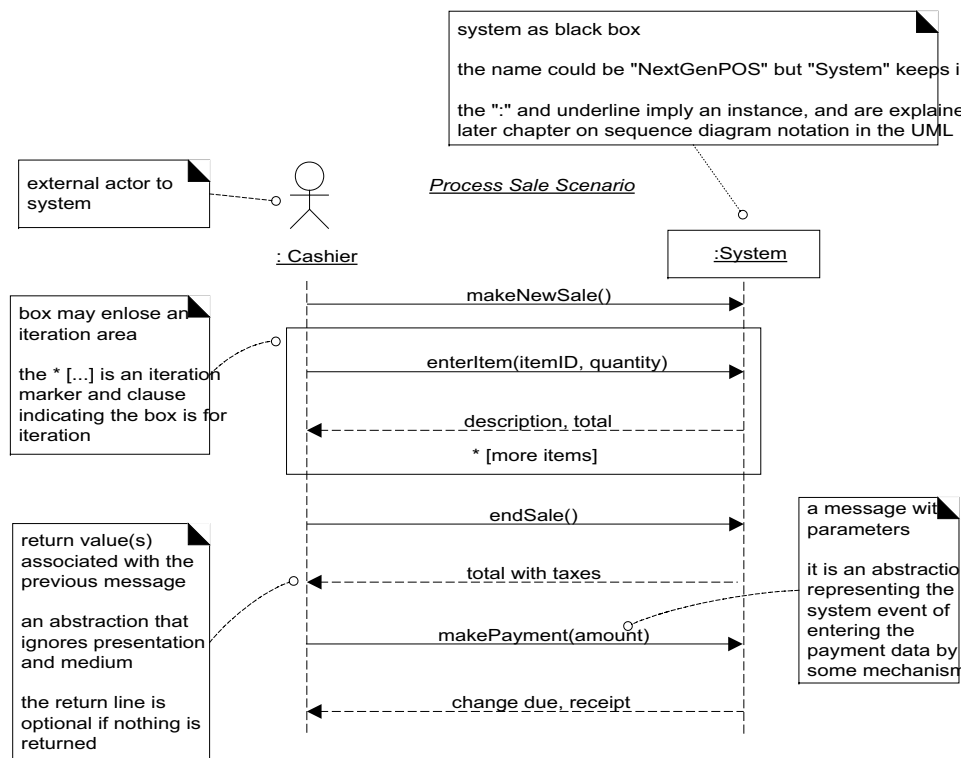 system as black box
the name could be "NextGenPOS" but "System" keeps i
the ":" and underline imply an instance, and are explaine
later chapter on sequence diagram notation in the UML
external actor to
system
Process Sale Scenario
: Cashier
:System
makeNewSale()
box may enlose an
iteration area
the * [...] is an iteration
marker and clause
indicating the box is for
iteration
enterItem(itemID, quantity)
description, total
* [more items]
endSale()
return value(s)
associated with the
previous message
an abstraction that
ignores presentation
and medium
the return line is
optional if nothing is
returned
total with taxes
makePayment(amount)
change due, receipt
a message with
parameters
it is an abstractio
representing the
system event of
entering the
payment data by
some mechanism